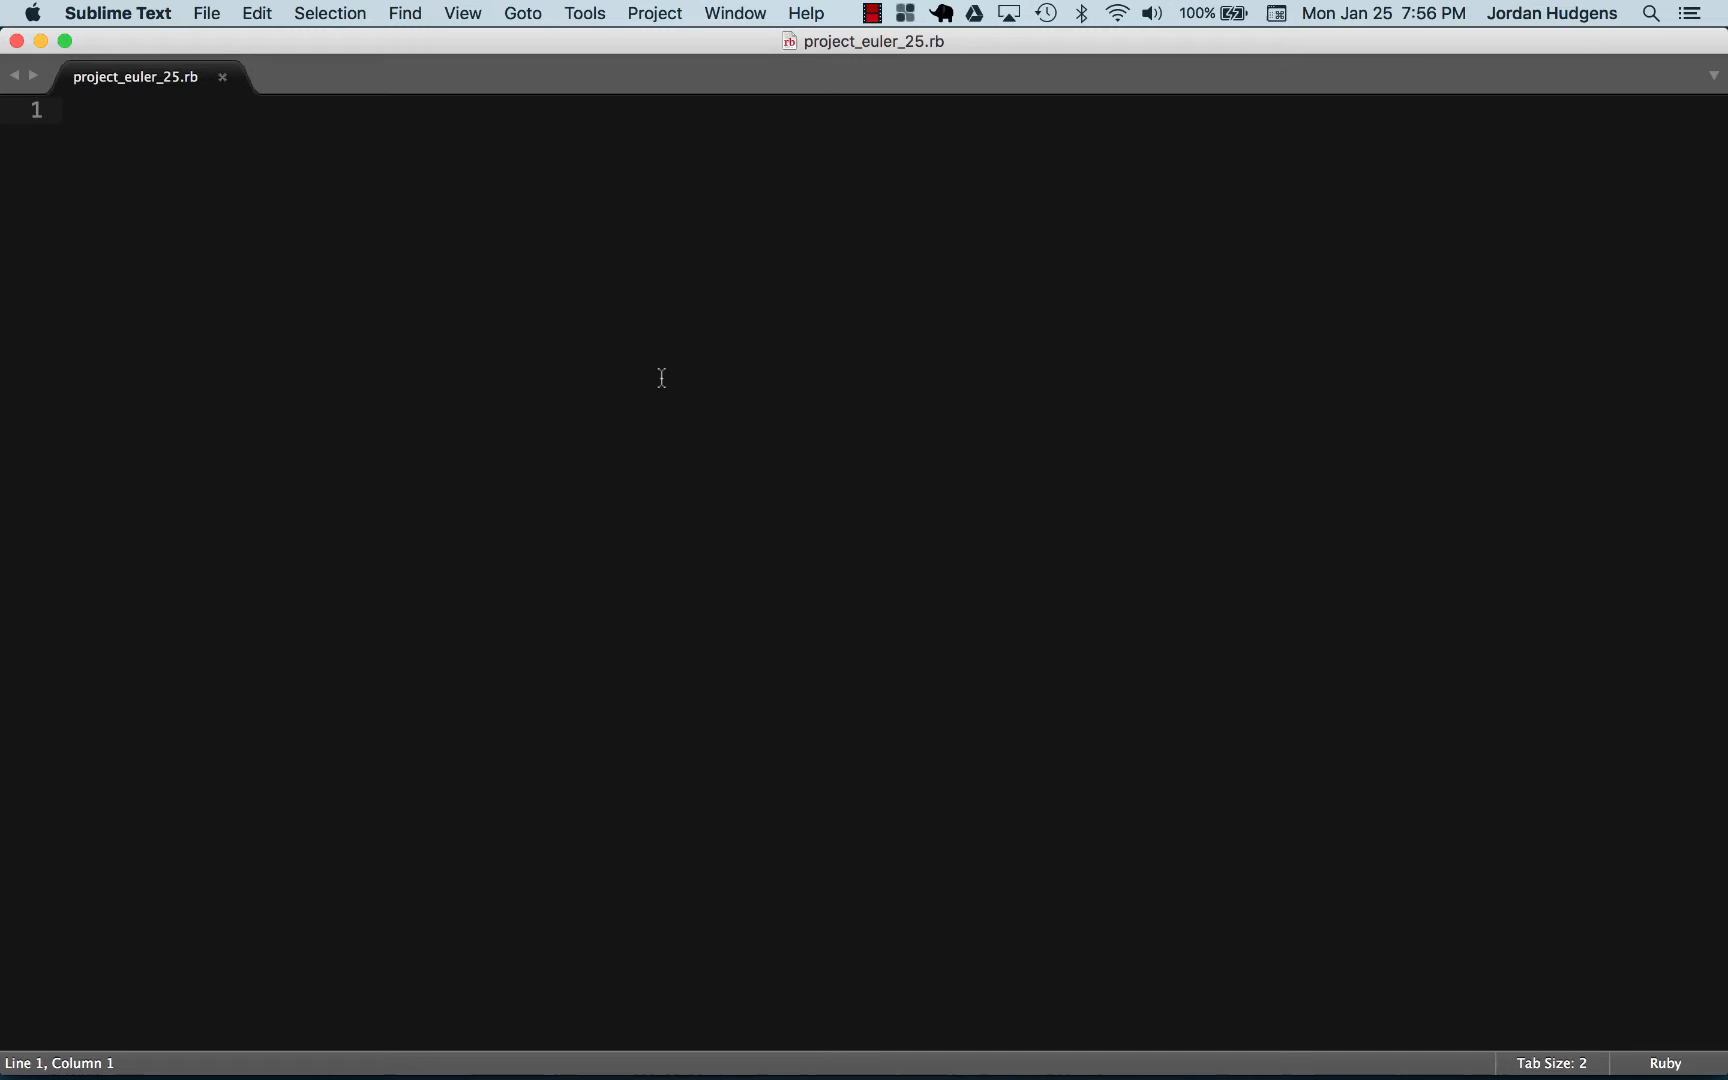 Sublime Text File Edit Selection Find View Goto Tools Project Window Help 100% Mon Jan 25 7:56 PM Jordan Hudgens
rb project_euler_25.rb
project_euler_25.rb
1
Line 1, Column 1 Tab Size: 2 Ruby